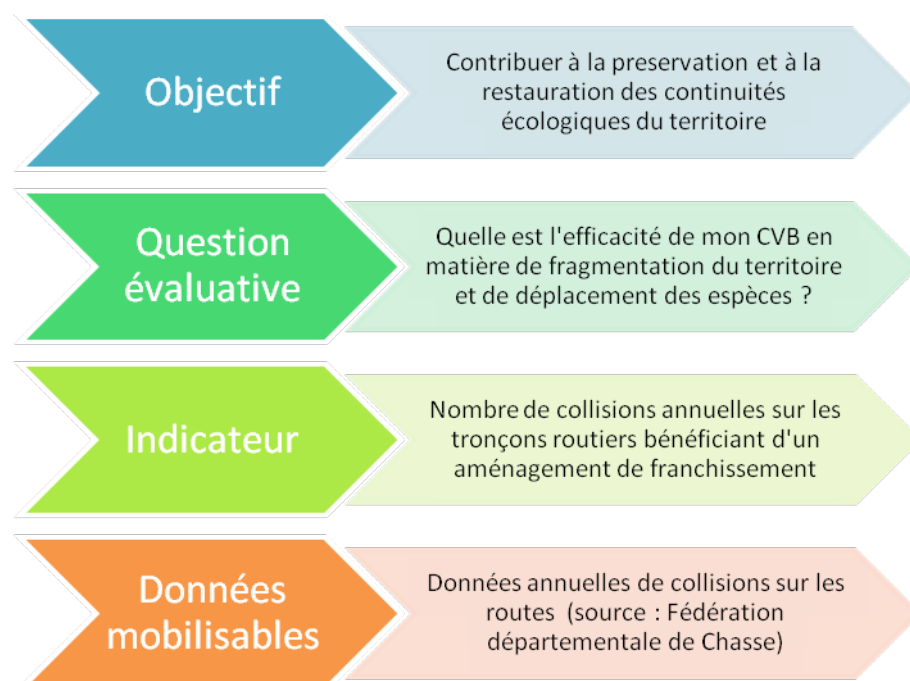 Objectif
Contribuer à la preservation et à la
restauration des continuités
écologiques du territoire
Question
évaluative
Quelle est l'efficacité de mon CVB en
matière de fragmentation du territoire
et de déplacement des espèces ?
Indicateur
Nombre de collisions annuelles sur les
tronçons routiers bénéficiant d'un
aménagement de franchissement
Données
mobilisables
Données annuelles de collisions sur les
routes (source : Fédération
départementale de Chasse)